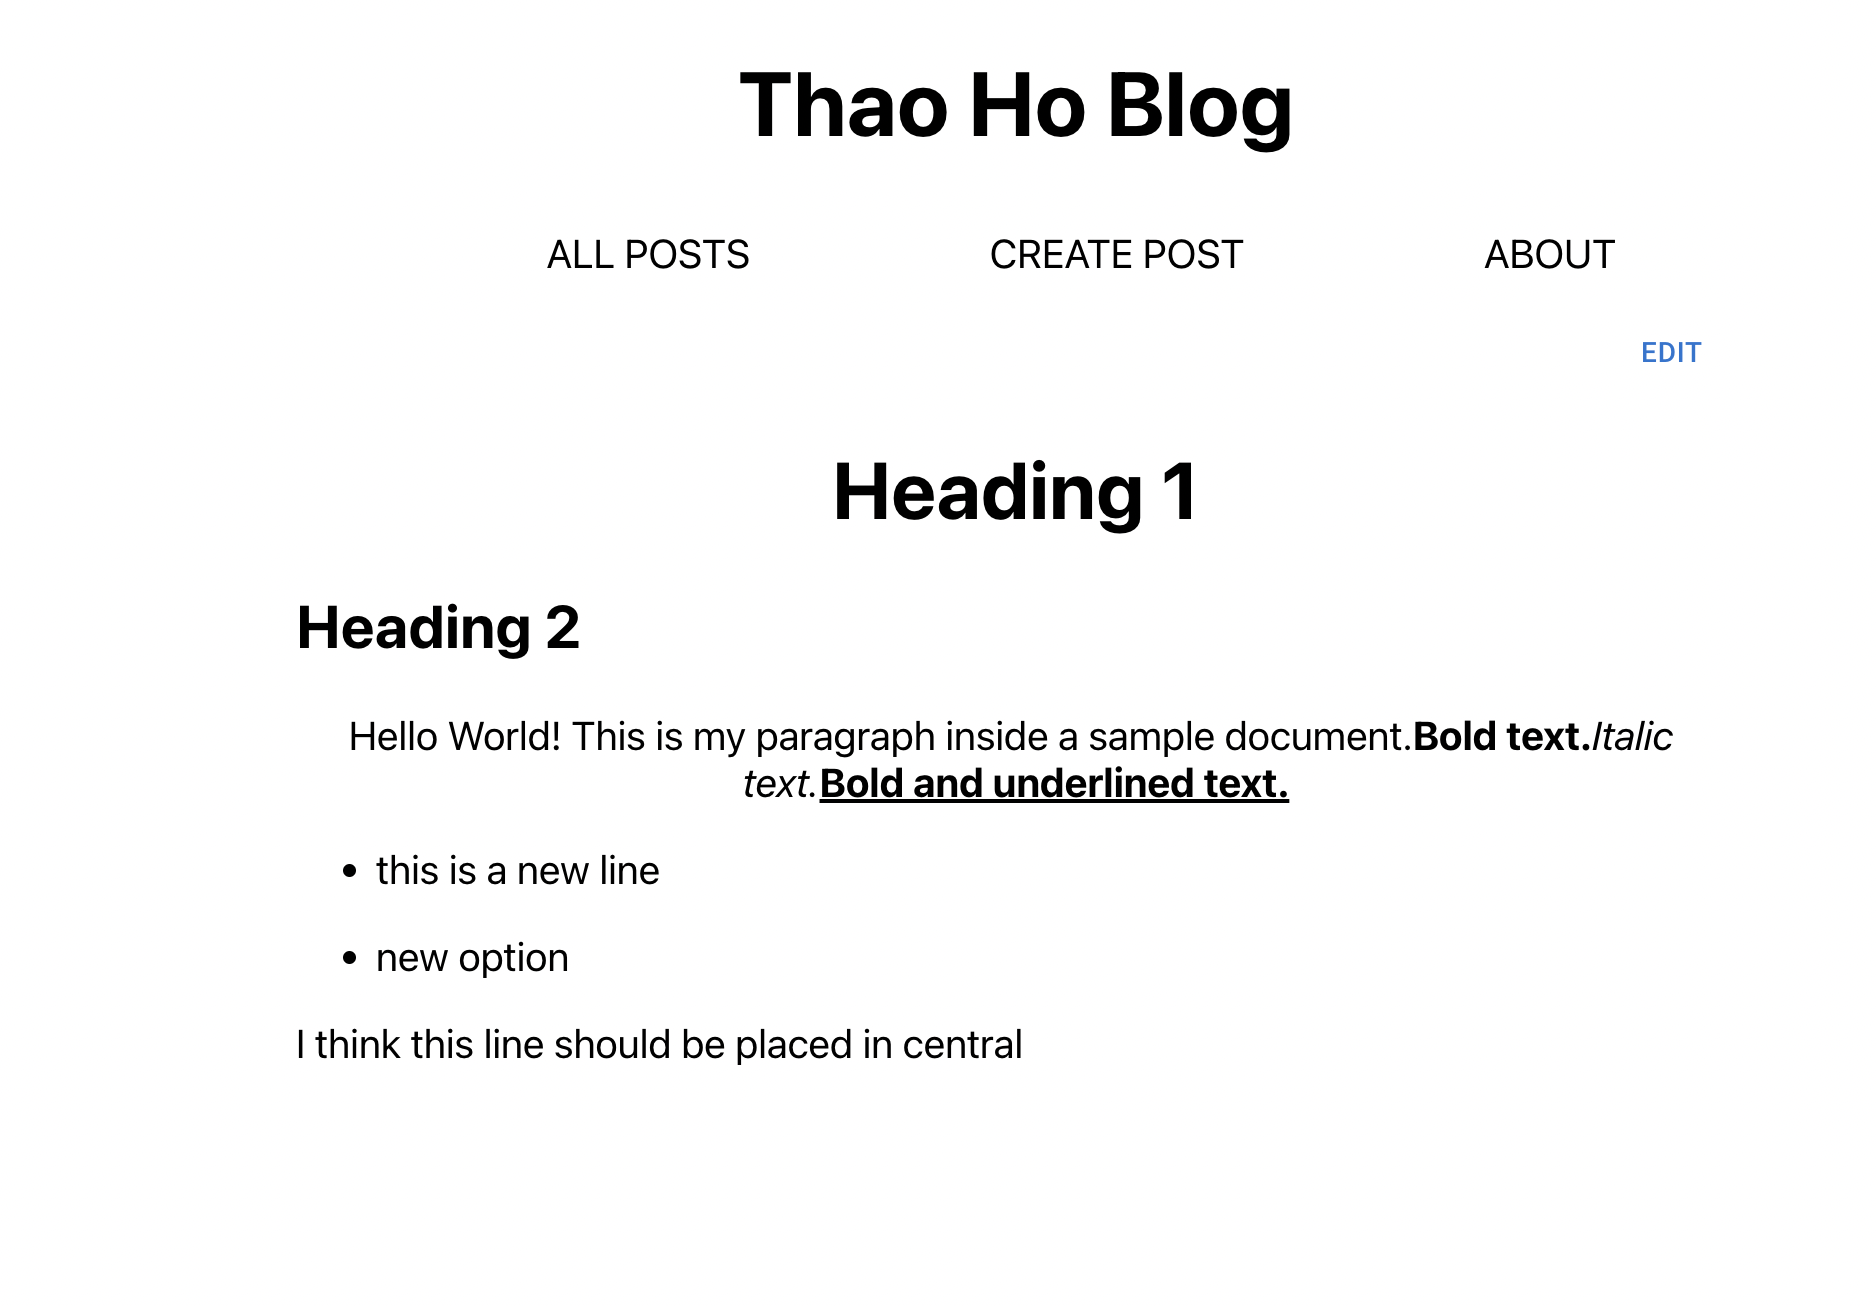 Thao Ho Blog
ALL POSTS CREATE POST ABOUT
EDIT
Heading 1
Heading 2
Hello World! This is my paragraph inside a sample document.Bold text.Italic
text.Bold and underlined text.
• this is a new line
• new option
I think this line should be placed in central